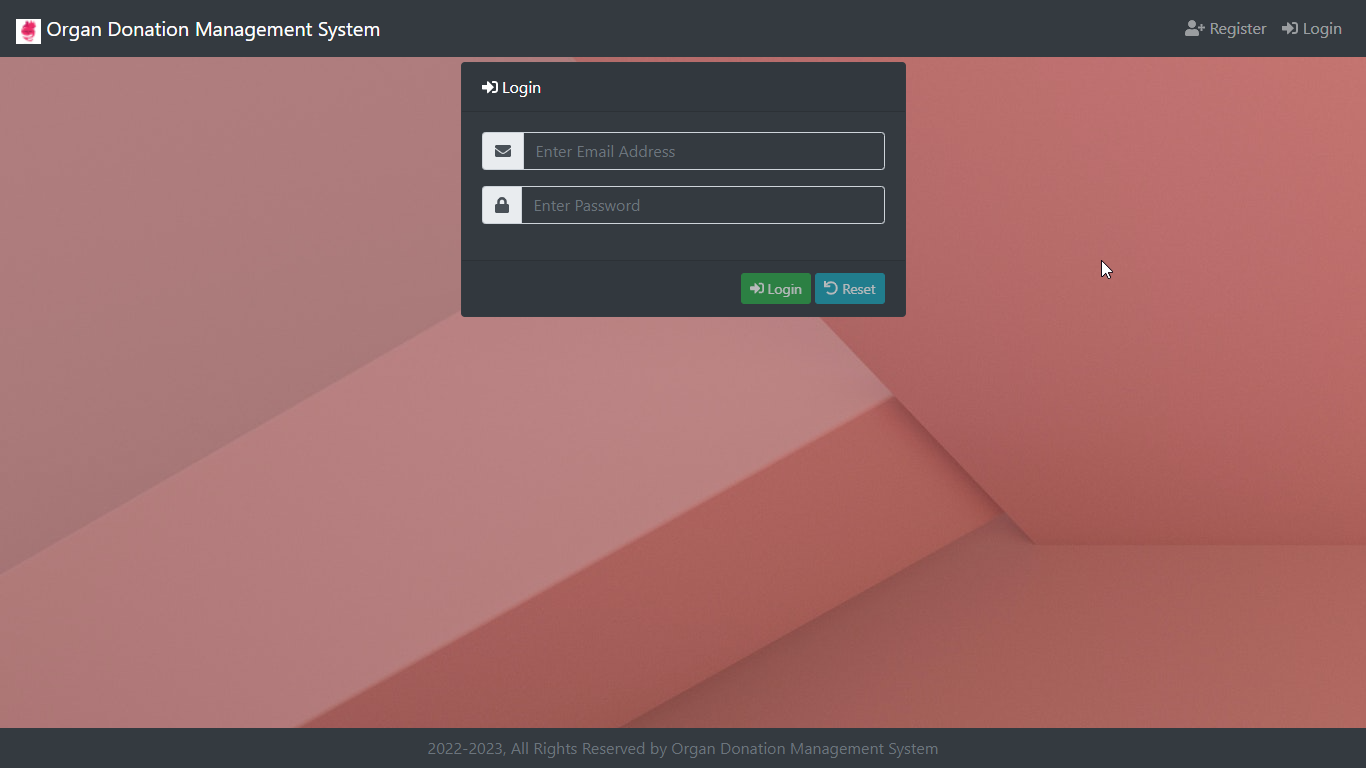 Organ Donation Management System
Register
Login
Login
Enter Email Address
Enter Password
Login
Reset
2022-2023, All Rights Reserved by Organ Donation Management System